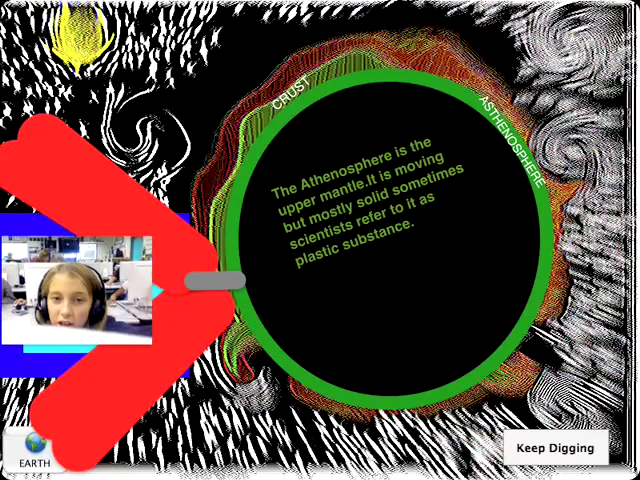 CRUST
ASTHENOSPHERE
The Athenosphere is the
upper mantle.It is moving
but mostly solid sometimes
scientists refer to it as
plastic substance.
EARTH
Keep Digging